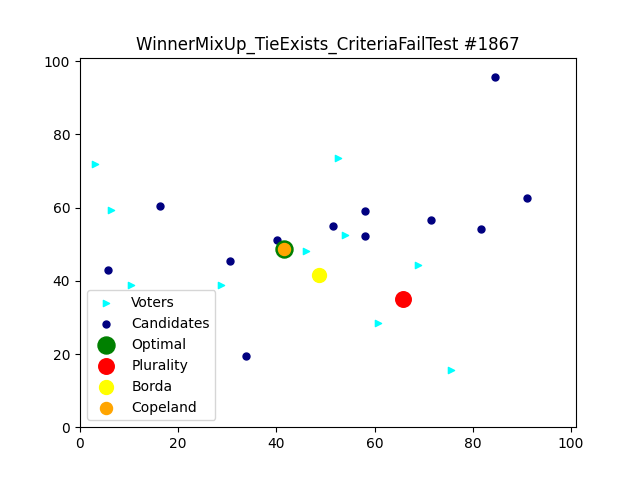 WinnerMixUp_TieExists_CriteriaFailTest #1867
100
80
60
40
20
0
Voters
Candidates
Optimal
Plurality
Borda
Copeland
0 20 40 60 80 100